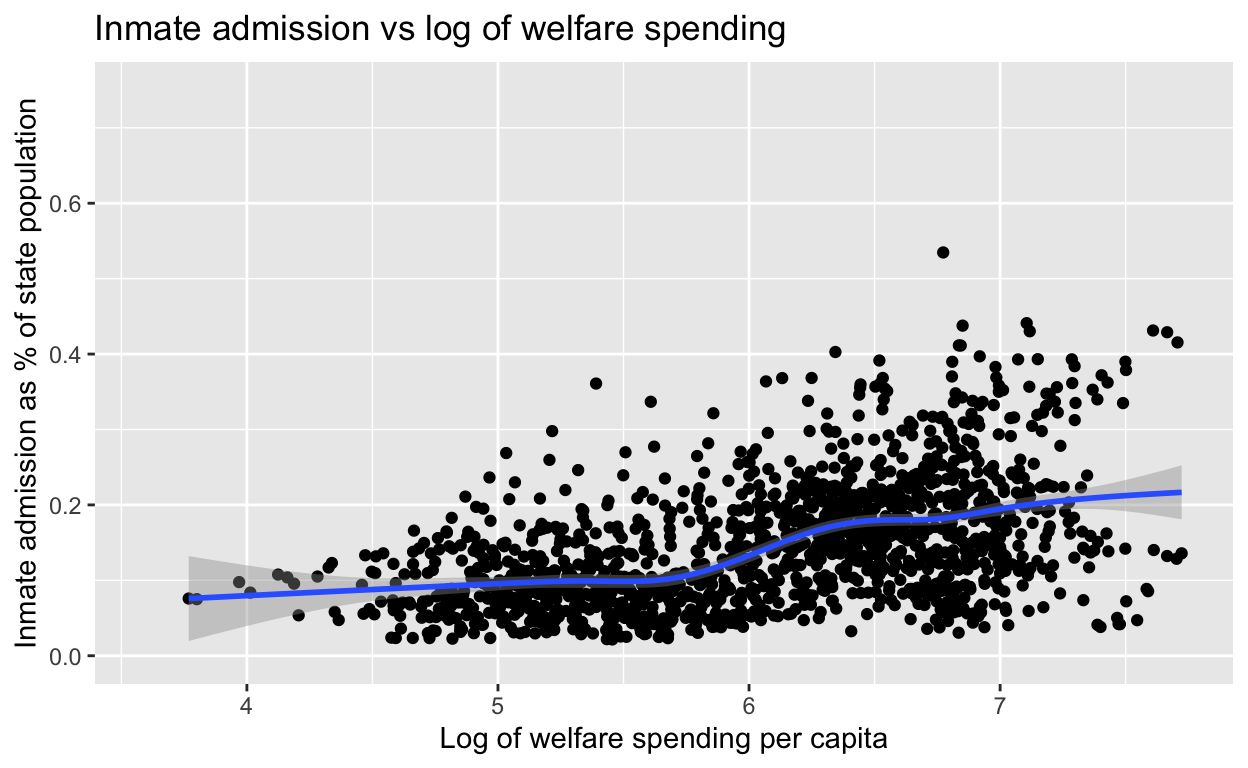 Inmate admission vs log of welfare spending
Inmate admission as % of state population
0.6
0.4
0.2
0.0
4 5 6 7
Log of welfare spending per capita